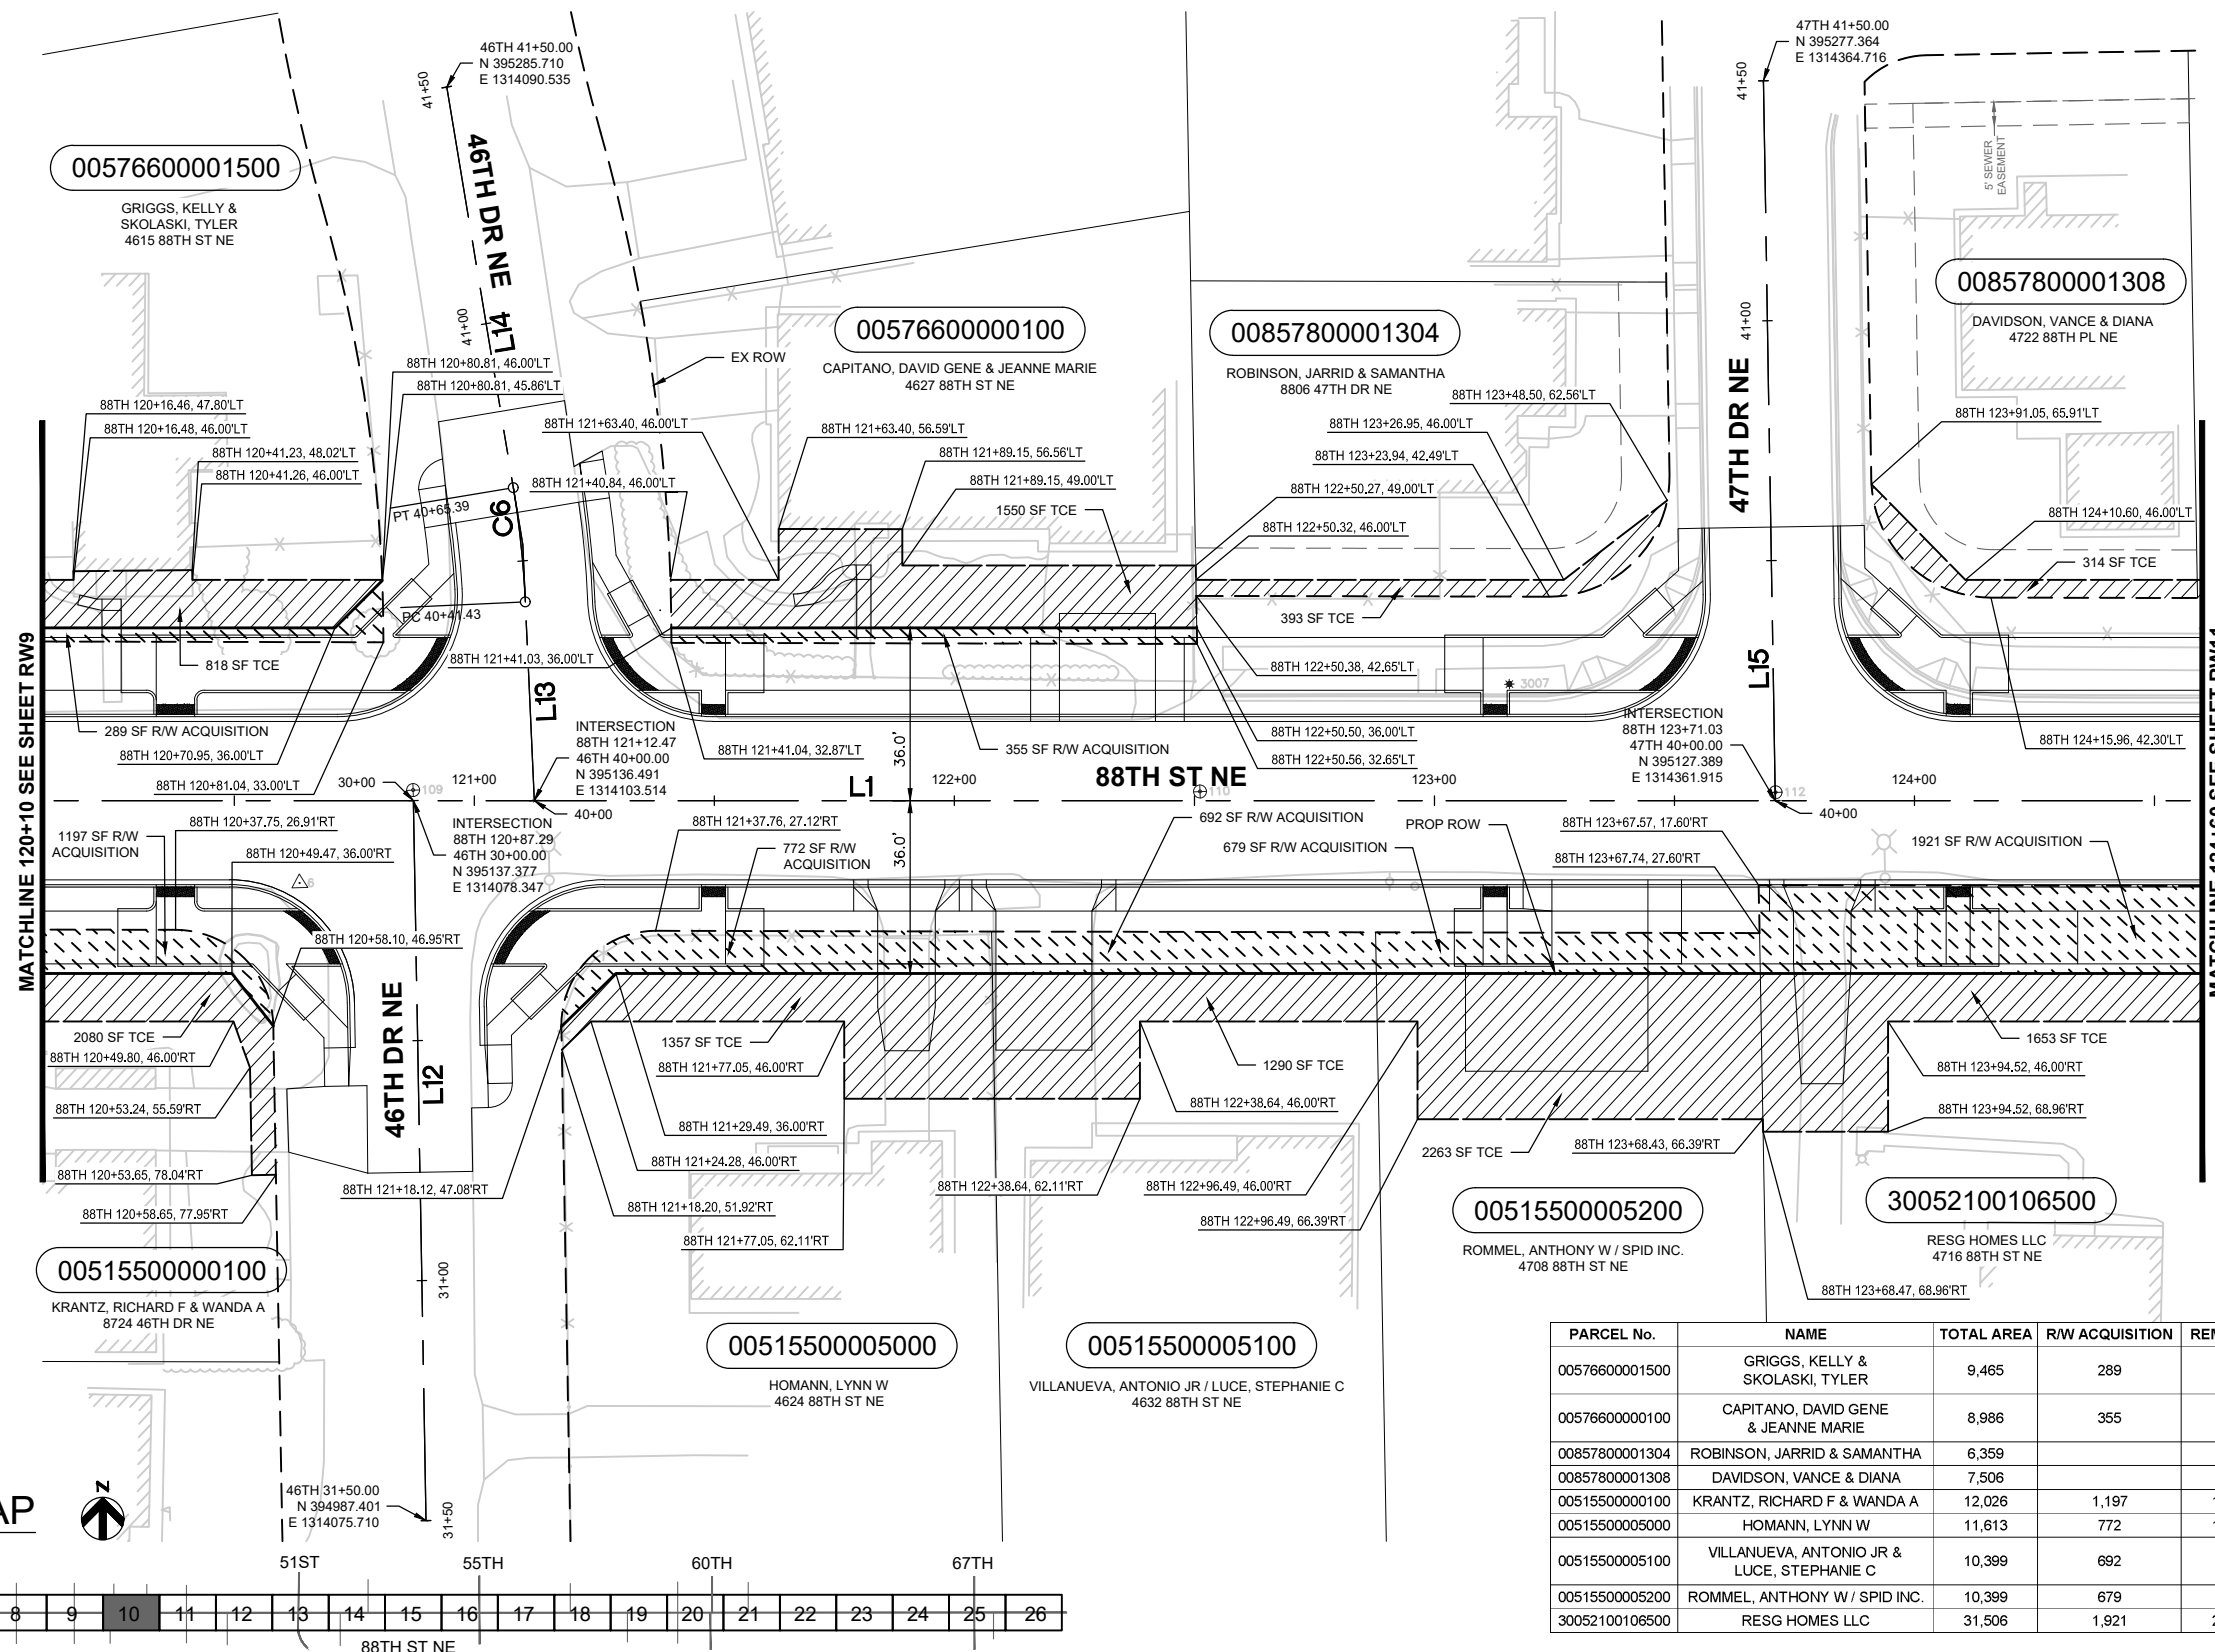 46TH 41+50.00
N 395285.710
E 1314090.535
41+50
47TH 41+50.00
N 395277.364
E 1314364.716
41+50
00576600001500
GRIGGS, KELLY &
SKOLASKI, TYLER
4615 88TH ST NE
46TH DR NE
L14
41+00
5' SEWER
EASEMENT
00857800001308
DAVIDSON, VANCE & DIANA
4722 88TH PL NE
00576600000100
CAPITANO, DAVID GENE & JEANNE MARIE
4627 88TH ST NE
00857800001304
ROBINSON, JARRID & SAMANTHA
8806 47TH DR NE
EX ROW
41+00
47TH DR NE
88TH 120+80.81, 46.00'LT
88TH 120+80.81, 45.86'LT
88TH 120+16.46, 47.80'LT
88TH 120+16.48, 46.00'LT
88TH 120+41.23, 48.02'LT
88TH 120+41.26, 46.00'LT
88TH 121+63.40, 46.00'LT
88TH 121+40.84, 46.00'LT
88TH 121+63.40, 56.59'LT
88TH 121+89.15, 56.56'LT
88TH 121+89.15, 49.00'LT
1550 SF TCE
88TH 123+48.50, 62.56'LT
88TH 123+26.95, 46.00'LT
88TH 123+23.94, 42.49'LT
88TH 122+50.27, 49.00'LT
88TH 122+50.32, 46.00'LT
88TH 123+91.05, 65.91'LT
88TH 124+10.60, 46.00'LT
314 SF TCE
PT 40+65.39
C6
PC 40+41.43
393 SF TCE
818 SF TCE
88TH 121+41.03, 36.00'LT
88TH 122+50.38, 42.65'LT
3007
L13
L15
MATCHLINE 120+10 SEE SHEET RW9
289 SF R/W ACQUISITION
88TH 120+70.95, 36.00'LT
88TH 120+81.04, 33.00'LT
INTERSECTION
88TH 121+12.47
46TH 40+00.00
N 395136.491
E 1314103.514
88TH 121+41.04, 32.87'LT
36.0'
355 SF R/W ACQUISITION
88TH 122+50.50, 36.00'LT
88TH 122+50.56, 32.65'LT
INTERSECTION
88TH 123+71.03
47TH 40+00.00
N 395127.389
E 1314361.915
88TH 124+15.96, 42.30'LT
30+00
109
121+00
40+00
L1
122+00
88TH ST NE
110
123+00
112
40+00
124+00
1197 SF R/W
ACQUISITION
88TH 120+37.75, 26.91'RT
88TH 120+49.47, 36.00'RT
6
INTERSECTION
88TH 120+87.29
46TH 30+00.00
N 395137.377
E 1314078.347
88TH 121+37.76, 27.12'RT
772 SF R/W
ACQUISITION
36.0'
692 SF R/W ACQUISITION
679 SF R/W ACQUISITION
PROP ROW
88TH 123+67.57, 17.60'RT
88TH 123+67.74, 27.60'RT
1921 SF R/W ACQUISITION
88TH 120+58.10, 46.95'RT
46TH DR NE
L12
2080 SF TCE
88TH 120+49.80, 46.00'RT
88TH 120+53.24, 55.59'RT
88TH 120+53.65, 78.04'RT
88TH 120+58.65, 77.95'RT
1357 SF TCE
88TH 121+77.05, 46.00'RT
88TH 121+29.49, 36.00'RT
88TH 121+24.28, 46.00'RT
88TH 121+18.12, 47.08'RT
88TH 121+18.20, 51.92'RT
88TH 121+77.05, 62.11'RT
1290 SF TCE
88TH 122+38.64, 46.00'RT
88TH 122+38.64, 62.11'RT
88TH 122+96.49, 46.00'RT
88TH 122+96.49, 66.39'RT
2263 SF TCE
88TH 123+68.43, 66.39'RT
1653 SF TCE
88TH 123+94.52, 46.00'RT
88TH 123+94.52, 68.96'RT
88TH 123+68.47, 68.96'RT
00515500000100
KRANTZ, RICHARD F & WANDA A
8724 46TH DR NE
31+00
00515500005000
HOMANN, LYNN W
4624 88TH ST NE
00515500005100
VILLANUEVA, ANTONIO JR / LUCE, STEPHANIE C
4632 88TH ST NE
00515500005200
ROMMEL, ANTHONY W / SPID INC.
4708 88TH ST NE
30052100106500
RESG HOMES LLC
4716 88TH ST NE
46TH 31+50.00
N 394987.401
E 1314075.710
31+50
PARCEL No. NAME TOTAL AREA R/W ACQUISITION
00576600001500 GRIGGS, KELLY & SKOLASKI, TYLER 9,465 289
00576600000100 CAPITANO, DAVID GENE & JEANNE MARIE 8,986 355
00857800001304 ROBINSON, JARRID & SAMANTHA 6,359
00857800001308 DAVIDSON, VANCE & DIANA 7,506
00515500000100 KRANTZ, RICHARD F & WANDA A 12,026 1,197
00515500005000 HOMANN, LYNN W 11,613 772
00515500005100 VILLANUEVA, ANTONIO JR & LUCE, STEPHANIE C 10,399 692
00515500005200 ROMMEL, ANTHONY W / SPID INC. 10,399 679
30052100106500 RESG HOMES LLC 31,506 1,921
AP
N
51ST 55TH 60TH 67TH
8 9 10 11 12 13 14 15 16 17 18 19 20 21 22 23 24 25 26
88TH ST NE